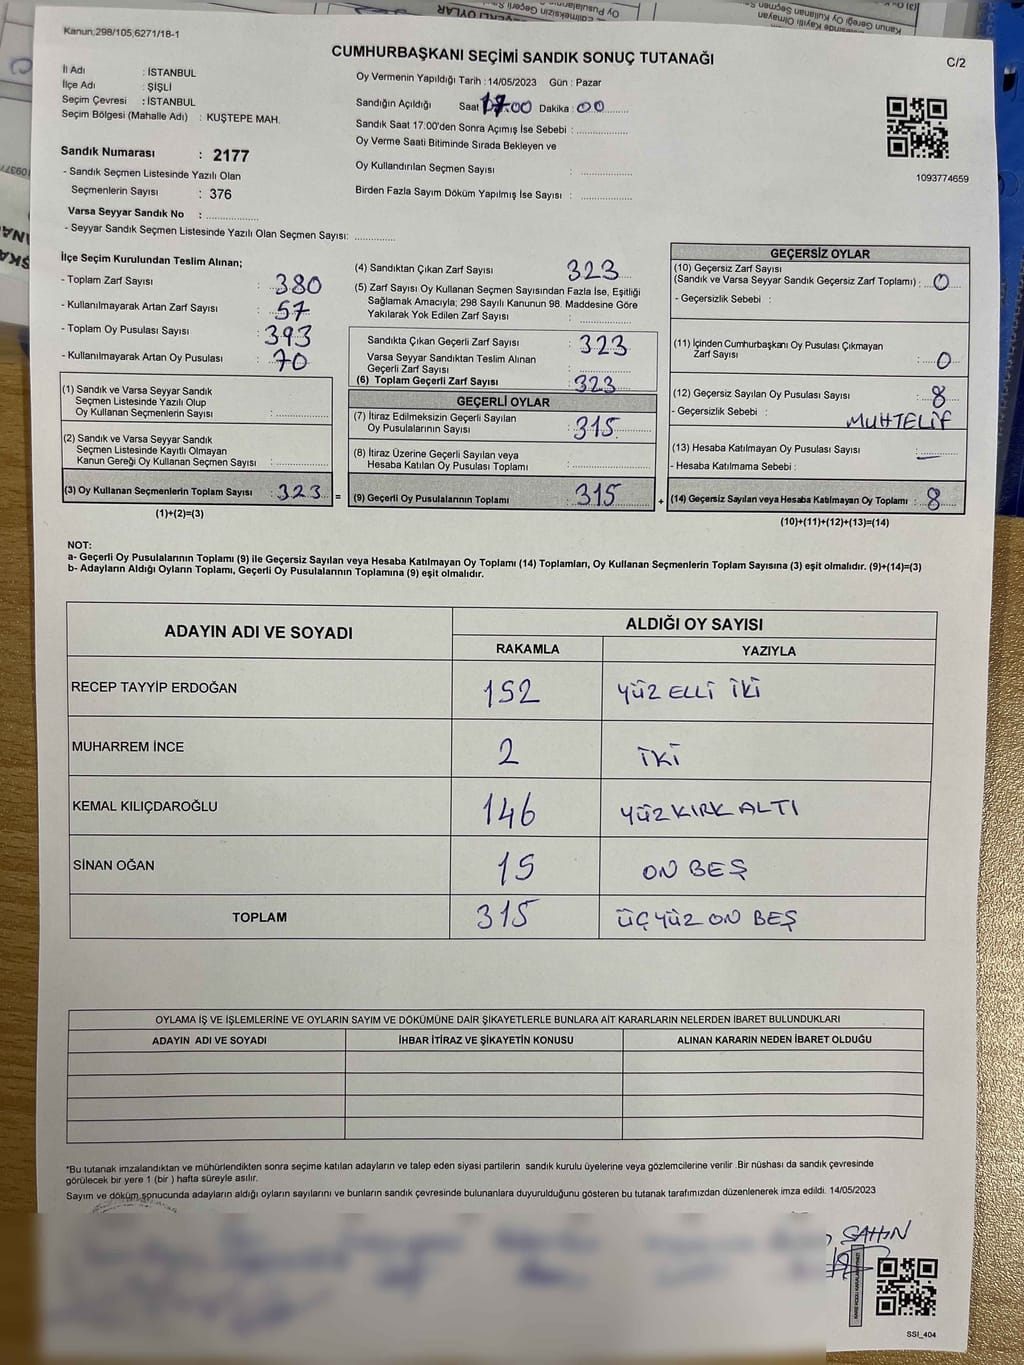 Kanun,298/105,6271/18-1
CUMHURBAŞKANI SEÇİMİ SANDIK SONUÇ TUTANAĞI
C/2
İl Adı : İSTANBUL
İlçe Adı : ŞİŞLİ
Seçim Çevresi : İSTANBUL
Seçim Bölgesi (Mahalle Adı) : KUŞTEPE MAH.
Sandık Numarası : 2177
- Sandık Seçmen Listesinde Yazılı Olan
Seçmenlerin Sayısı : 376
Varsa Seyyar Sandık No :
- Seyyar Sandık Seçmen Listesinde Yazılı Olan Seçmen Sayısı:
Oy Vermenin Yapıldığı Tarih : 14/05/2023 Gün : Pazar
Sandığın Açıldığı Saat 17.00 Dakika : 00
Sandık Saat 17:00'den Sonra Açımış İse Sebebi :
Oy Verme Saati Bitiminde Sırada Bekleyen ve
Oy Kullandırılan Seçmen Sayısı :
Birden Fazla Sayım Döküm Yapılmış İse Sayısı :
1093774659
İlçe Seçim Kurulundan Teslim Alınan;
- Toplam Zarf Sayısı : 380
- Kullanılmayarak Artan Zarf Sayısı : 57
- Toplam Oy Pusulası Sayısı : 393
- Kullanılmayarak Artan Oy Pusulası : 70
(1) Sandık ve Varsa Seyyar Sandık
Seçmen Listesinde Yazılı Olup
Oy Kullanan Seçmenlerin Sayısı :
(2) Sandık ve Varsa Seyyar Sandık
Seçmen Listesinde Kayıtlı Olmayan
Kanun Gereği Oy Kullanan Seçmen Sayısı :
(3) Oy Kullanan Seçmenlerin Toplam Sayısı : 323 =
(1)+(2)=(3)
(4) Sandıktan Çıkan Zarf Sayısı 323
(5) Zarf Sayısı Oy Kullanan Seçmen Sayısından Fazla İse, Eşitliği
Sağlamak Amacıyla; 298 Sayılı Kanunun 98. Maddesine Göre
Yakılarak Yok Edilen Zarf Sayısı :
Sandıkta Çıkan Geçerli Zarf Sayısı : 323
Varsa Seyyar Sandıktan Teslim Alınan
Geçerli Zarf Sayısı :
(6) Toplam Geçerli Zarf Sayısı : 323
GEÇERLİ OYLAR
(7) İtiraz Edilmeksizin Geçerli Sayılan
Oy Pusulalarının Sayısı : 315
(8) İtiraz Üzerine Geçerli Sayılan veya
Hesaba Katılan Oy Pusulası Toplamı :
(9) Geçerli Oy Pusulalarının Toplamı : 315 +
GEÇERSİZ OYLAR
(10) Geçersiz Zarf Sayısı
(Sandık ve Varsa Seyyar Sandık Geçersiz Zarf Toplamı) : 0
- Geçersizlik Sebebi :
(11) İçinden Cumhurbaşkanı Oy Pusulası Çıkmayan
Zarf Sayısı : 0
(12) Geçersiz Sayılan Oy Pusulası Sayısı : 8
- Geçersizlik Sebebi : MUHTELİF
(13) Hesaba Katılmayan Oy Pusulası Sayısı : –
- Hesaba Katılmama Sebebi :
(14) Geçersiz Sayılan veya Hesaba Katılmayan Oy Toplamı : 8
(10)+(11)+(12)+(13)=(14)
NOT:
a- Geçerli Oy Pusulalarının Toplamı (9) ile Geçersiz Sayılan veya Hesaba Katılmayan Oy Toplamı (14) Toplamları, Oy Kullanan Seçmenlerin Toplam Sayısına (3) eşit olmalıdır. (9)+(14)=(3)
b- Adayların Aldığı Oyların Toplamı, Geçerli Oy Pusulalarının Toplamına (9) eşit olmalıdır.
ADAYIN ADI VE SOYADI
ALDIĞI OY SAYISI
RAKAMLA YAZIYLA
RECEP TAYYİP ERDOĞAN 152 YÜZ ELLİ İKİ
MUHARREM İNCE 2 İKİ
KEMAL KILIÇDAROĞLU 146 YÜZ KIRK ALTI
SİNAN OĞAN 15 ON BEŞ
TOPLAM 315 ÜÇ YÜZ ON BEŞ
OYLAMA İŞ VE İŞLEMLERİNE VE OYLARIN SAYIM VE DÖKÜMÜNE DAİR ŞİKAYETLERLE BUNLARA AİT KARARLARIN NELERDEN İBARET BULUNDUKLARI
ADAYIN ADI VE SOYADI İHBAR İTİRAZ VE ŞİKAYETİN KONUSU ALINAN KARARIN NEDEN İBARET OLDUĞU
*Bu tutanak imzalandıktan ve mühürlendikten sonra seçime katılan adayların ve talep eden siyasi partilerin sandık kurulu üyelerine veya gözlemcilerine verilir .Bir nüshası da sandık çevresinde
görülecek bir yere 1 (bir ) hafta süreyle asılır.
Sayım ve döküm sonucunda adayların aldığı oyların sayılarını ve bunların sandık çevresinde bulunanlara duyurulduğunu gösteren bu tutanak tarafımızdan düzenlenerek imza edildi. 14/05/2023
SAHİN
SSI_404